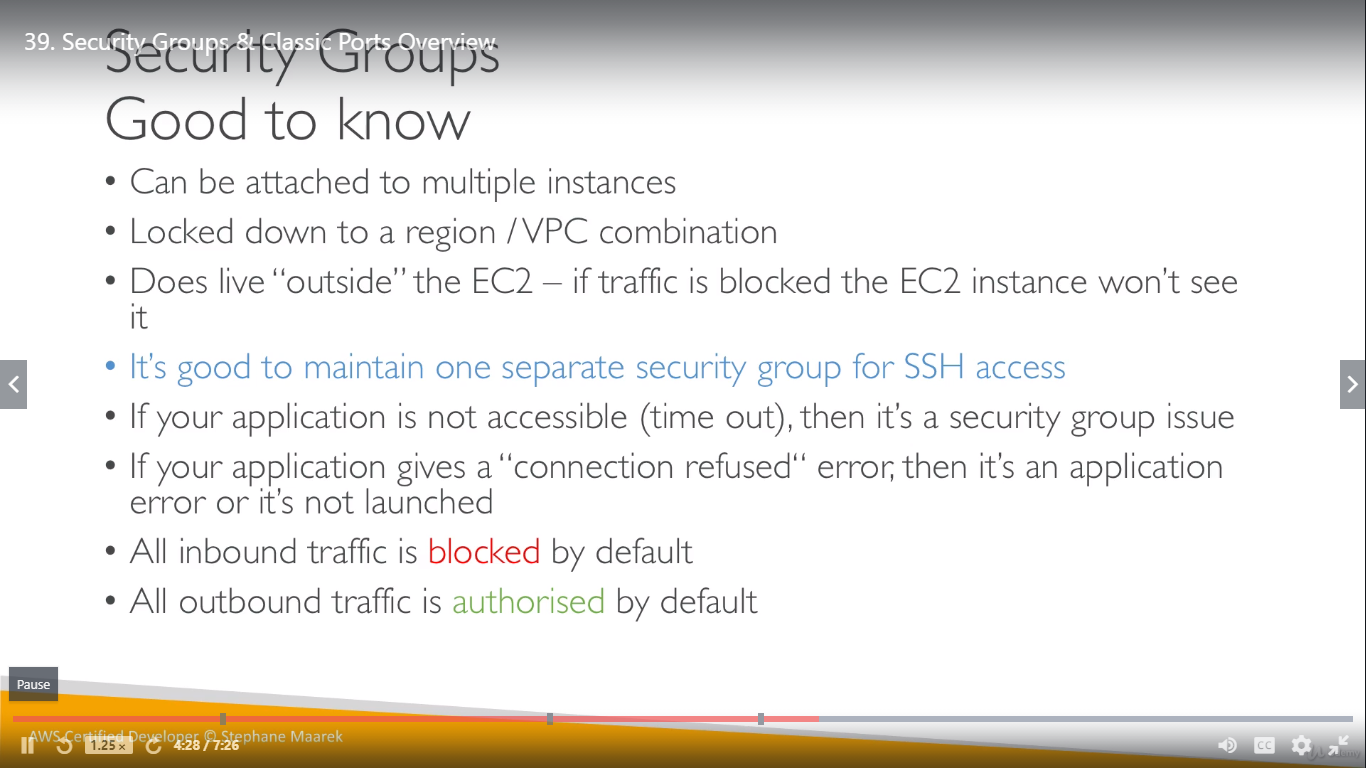 39. Security Groups & Classic Ports Overview
Security Groups
Good to know
• Can be attached to multiple instances
• Locked down to a region / VPC combination
• Does live “outside” the EC2 – if traffic is blocked the EC2 instance won’t see
it
• It’s good to maintain one separate security group for SSH access
• If your application is not accessible (time out), then it’s a security group issue
• If your application gives a “connection refused“ error, then it’s an application
error or it’s not launched
• All inbound traffic is blocked by default
• All outbound traffic is authorised by default
Pause
AWS Certified Developer © Stephane Maarek
1.25 x
4:28 / 7:26
CC
Udemy